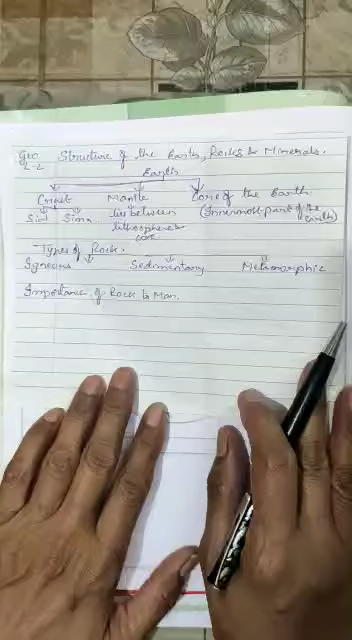 Geo Structure of the Earth, Rocks & Minerals.
L-2 Earth
Crust Mantle Core of the Earth
Sial Sima lies between (Innermost part of the Earth)
lithosphere &
core
Types of Rock.
Igneous Sedimentary Metamorphic
Importance of Rock to Man.